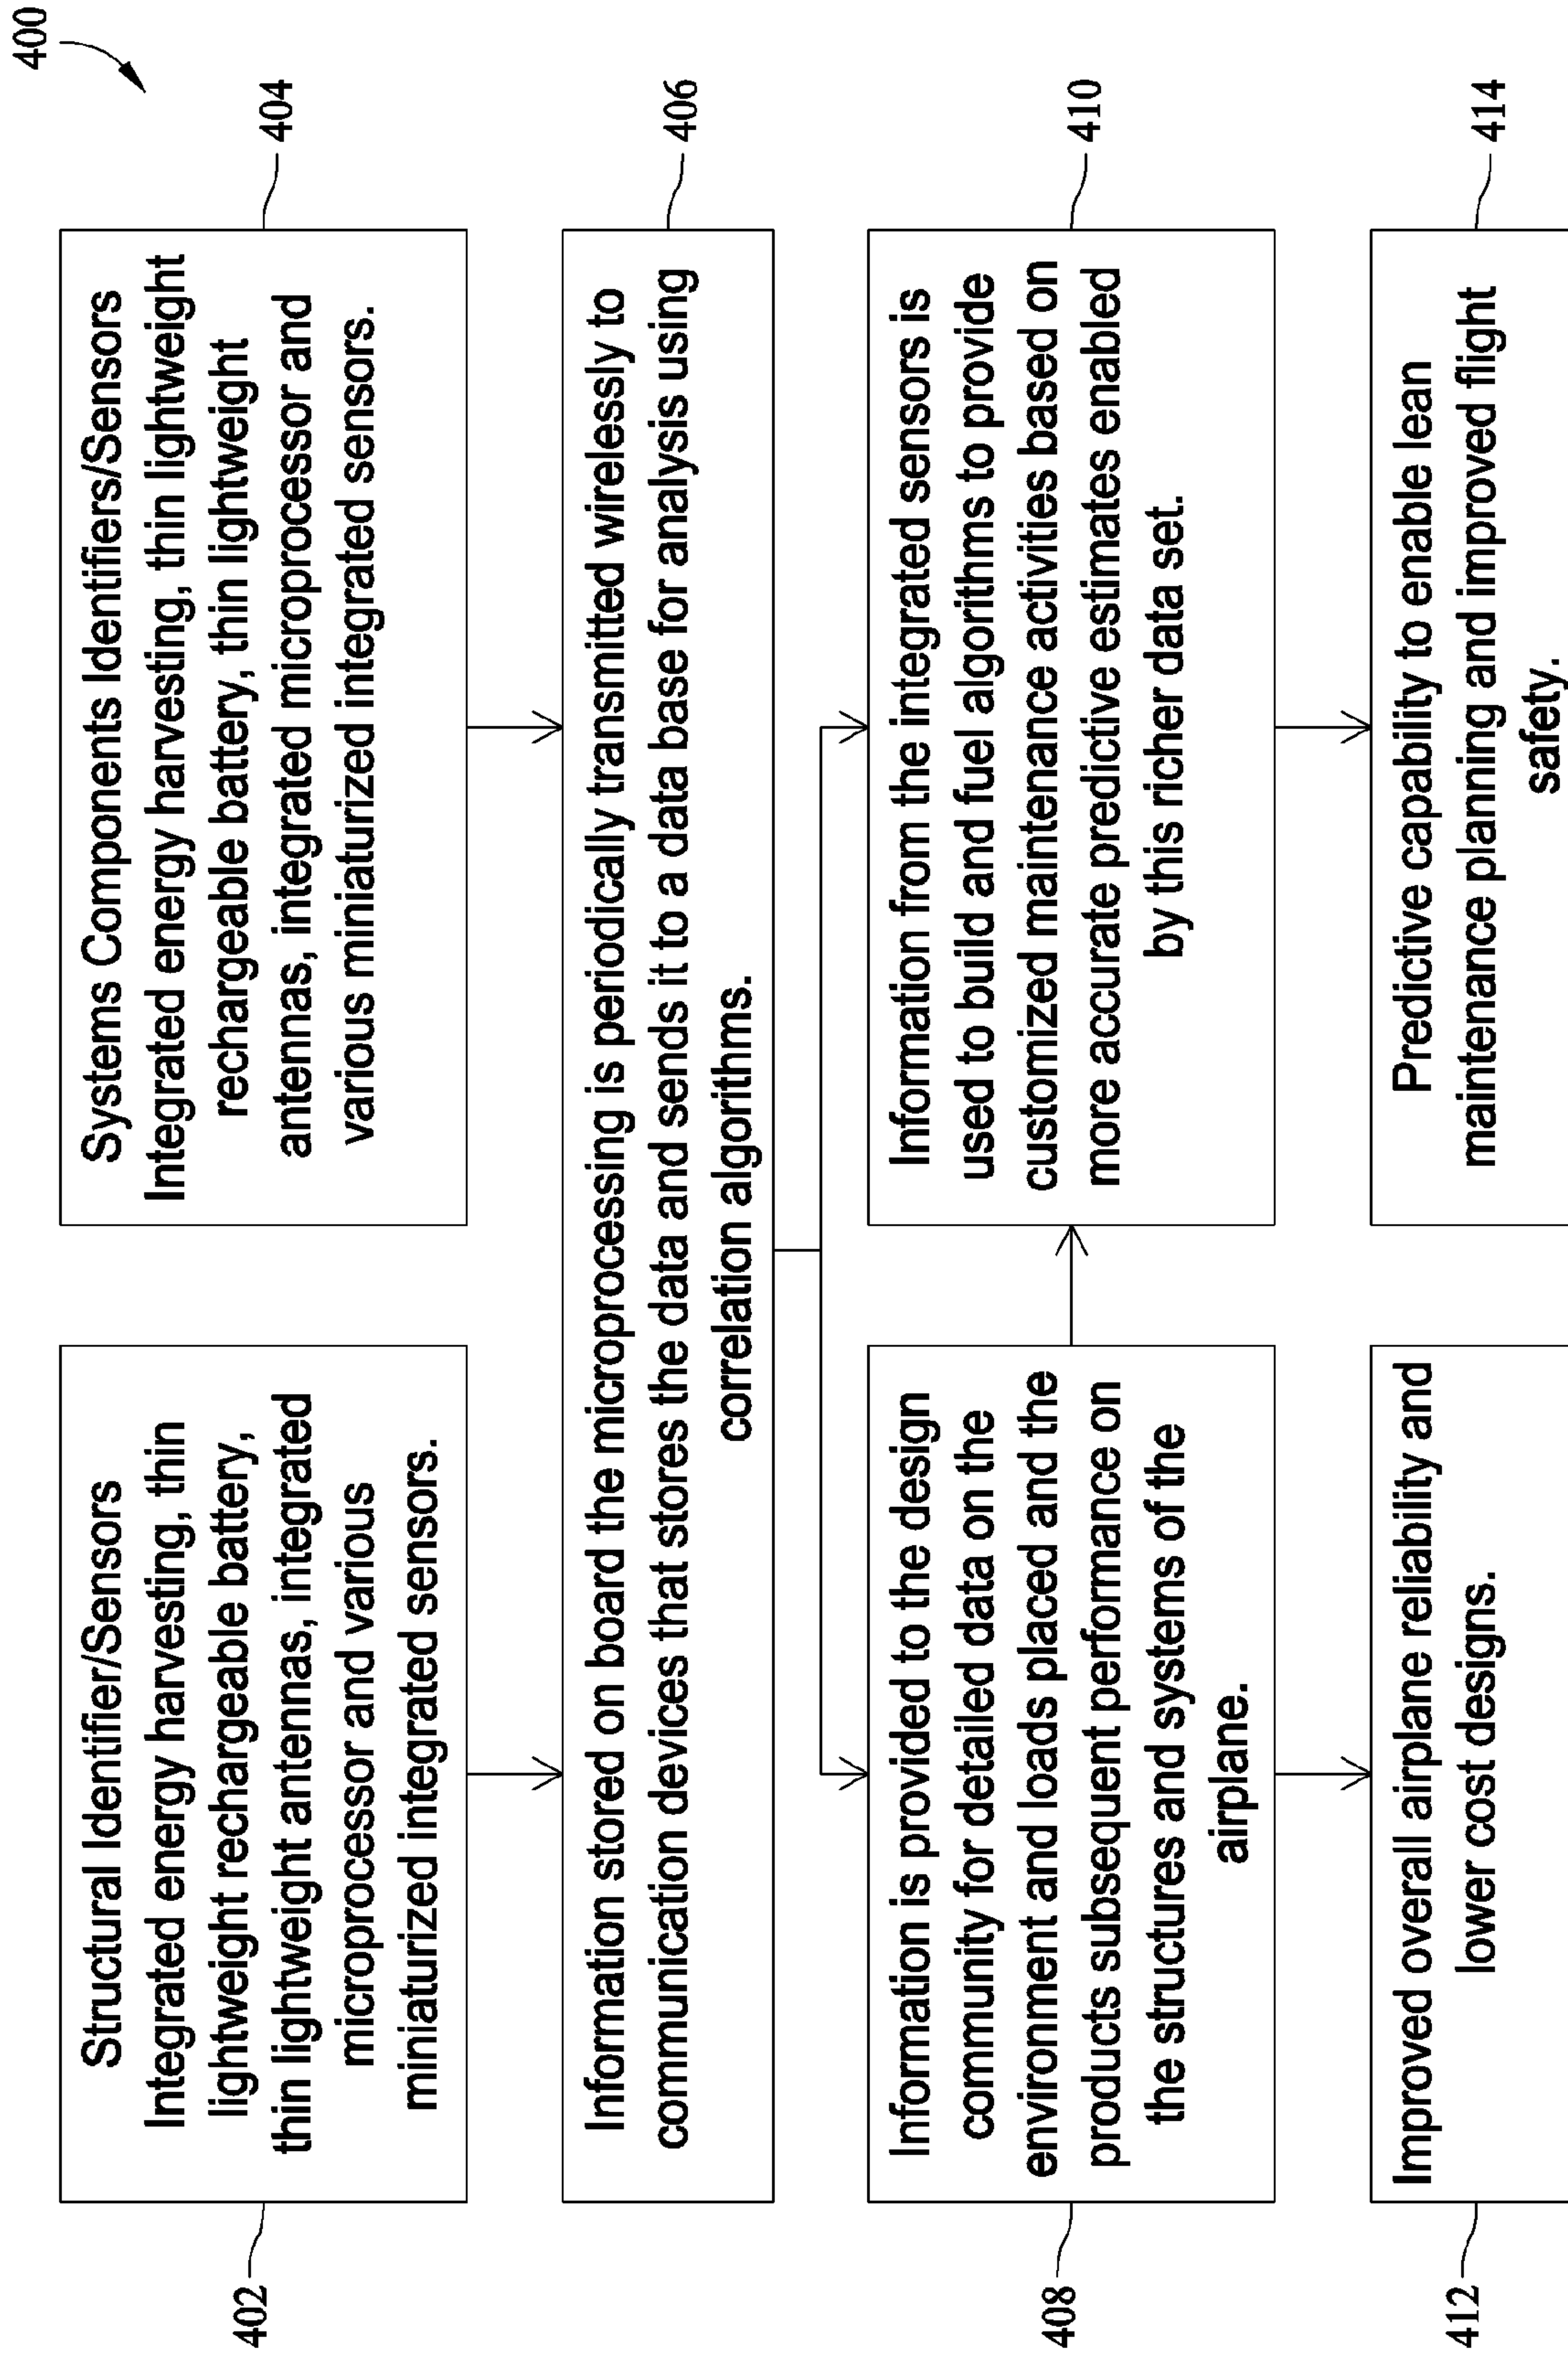 400
402
Structural Identifier/Sensors
Integrated energy harvesting, thin
lightweight rechargeable battery,
thin lightweight antennas, integrated
microprocessor and various
miniaturized integrated sensors.
Systems Components Identifiers/Sensors
Integrated energy harvesting, thin lightweight
rechargeable battery, thin lightweight
antennas, integrated microprocessor and
various miniaturized integrated sensors.
404
Information stored on board the microprocessing is periodically transmitted wirelessly to
communication devices that stores the data and sends it to a data base for analysis using
correlation algorithms.
406
408
Information is provided to the design
community for detailed data on the
environment and loads placed and the
products subsequent performance on
the structures and systems of the
airplane.
Information from the integrated sensors is
used to build and fuel algorithms to provide
customized maintenance activities based on
more accurate predictive estimates enabled
by this richer data set.
410
412
Improved overall airplane reliability and
lower cost designs.
Predictive capability to enable lean
maintenance planning and improved flight
safety.
414